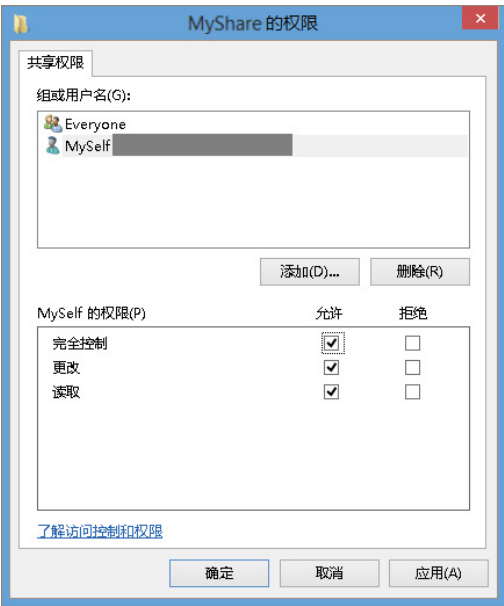 MyShare 的权限
共享权限
组或用户名(G):
Everyone
MySelf
添加(D)...
删除(R)
MySelf 的权限(P) 允许 拒绝
完全控制
更改
读取
了解访问控制和权限
确定 取消 应用(A)